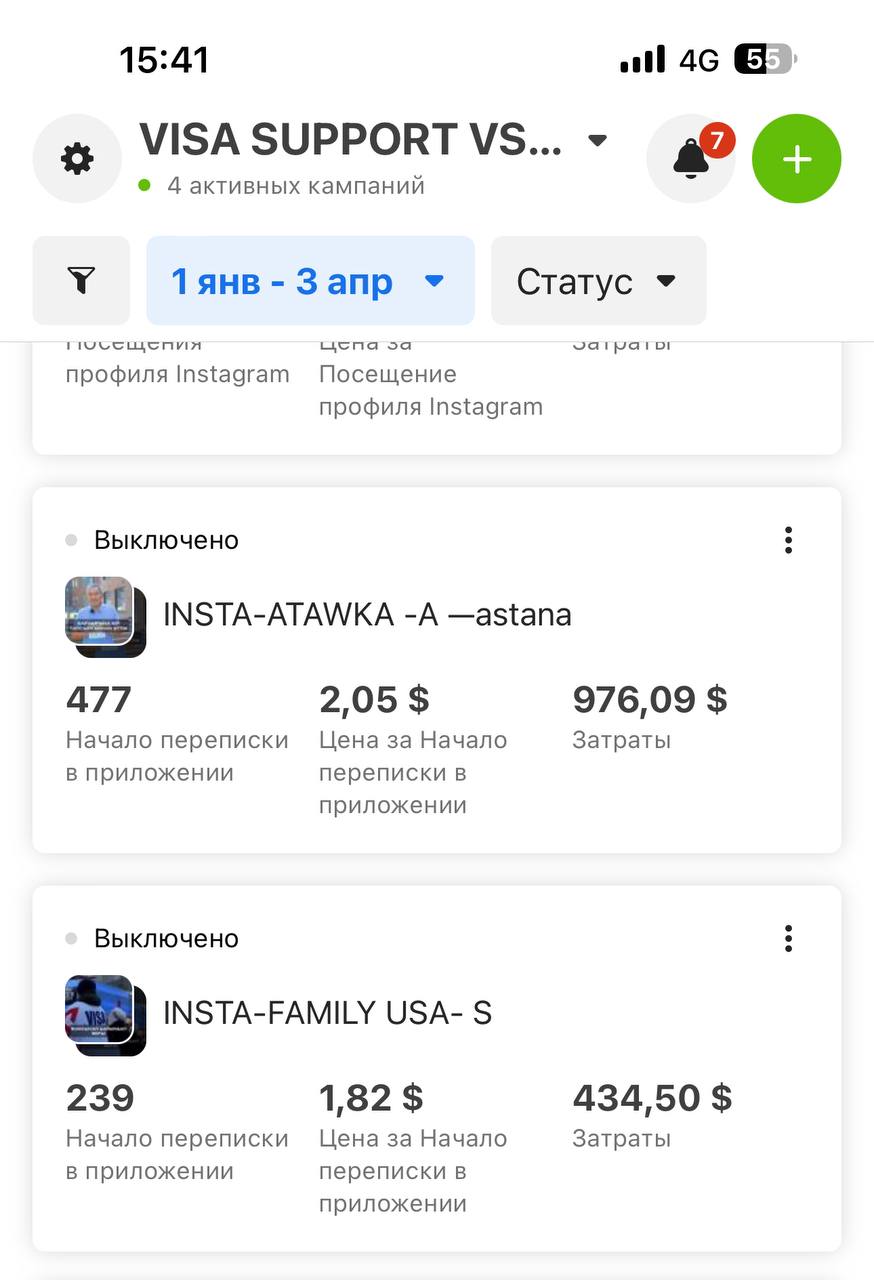 15:41
4G
55
VISA SUPPORT VS...
7
4 активных кампаний
1 янв - 3 апр
Статус
Посещения
профиля Instagram
Цена за
Посещение
профиля Instagram
Затраты
Выключено
INSTA-ATAWKA -A —astana
477
Начало переписки
в приложении
2,05 $
Цена за Начало
переписки в
приложении
976,09 $
Затраты
Выключено
VISA
INSTA-FAMILY USA- S
239
Начало переписки
в приложении
1,82 $
Цена за Начало
переписки в
приложении
434,50 $
Затраты